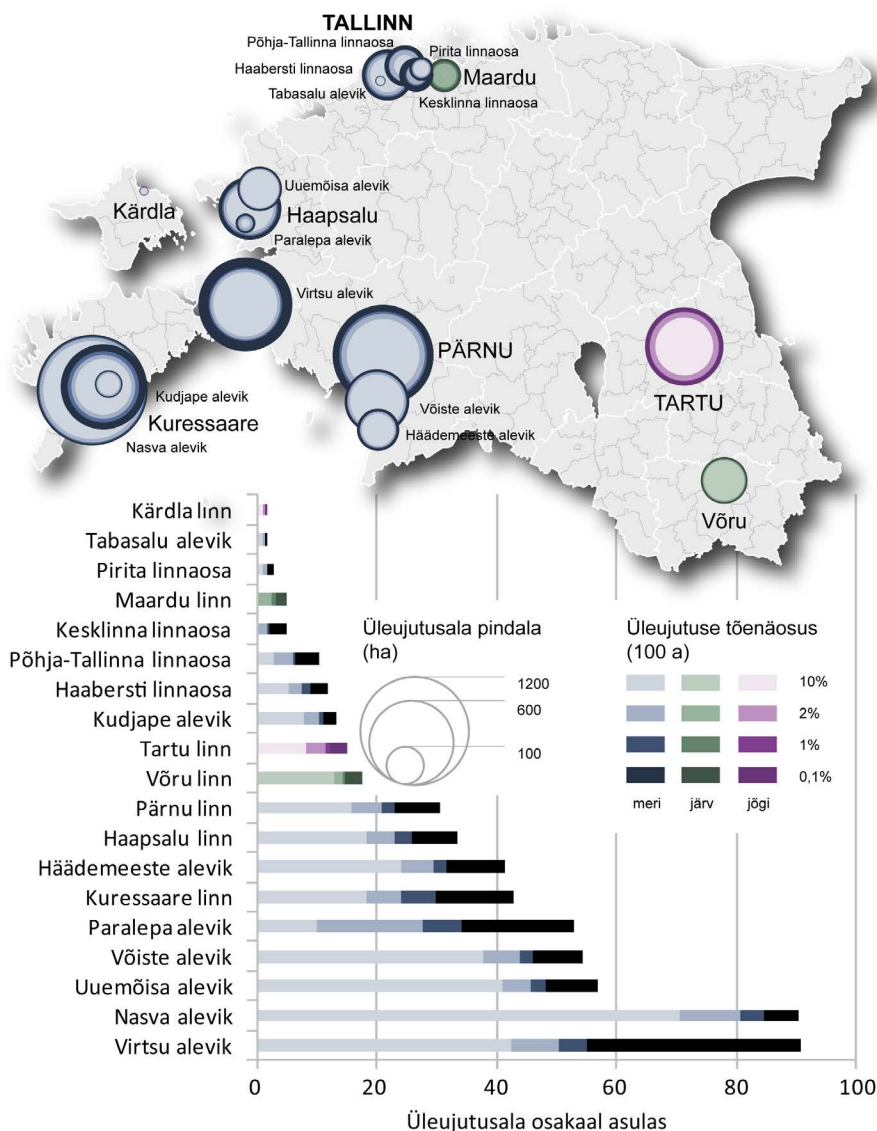 TALLINN
Põhja-Tallinna linnaosa
Pirita linnaosa
Haabersti linnaosa
Maardu
Tabasalu alevik
Kesklinna linnaosa
Uuemõisa alevik
Kärdla
Haapsalu
Paralepa alevik
Virtsu alevik
PÄRNU
TARTU
Kudjape alevik
Võiste alevik
Kuressaare
Häädemeeste alevik
Nasva alevik
Võru
Kärdla linn
Tabasalu alevik
Pirita linnaosa
Maardu linn
Kesklinna linnaosa
Põhja-Tallinna linnaosa
Haabersti linnaosa
Kudjape alevik
Tartu linn
Võru linn
Pärnu linn
Haapsalu linn
Häädemeeste alevik
Kuressaare linn
Paralepa alevik
Võiste alevik
Uuemõisa alevik
Nasva alevik
Virtsu alevik
Üleujutusala pindala
(ha)
1200
600
100
Üleujutuse tõenäosus
(100 a)
10%
2%
1%
0,1%
meri järv jõgi
0 20 40 60 80 100
Üleujutusala osakaal asulas